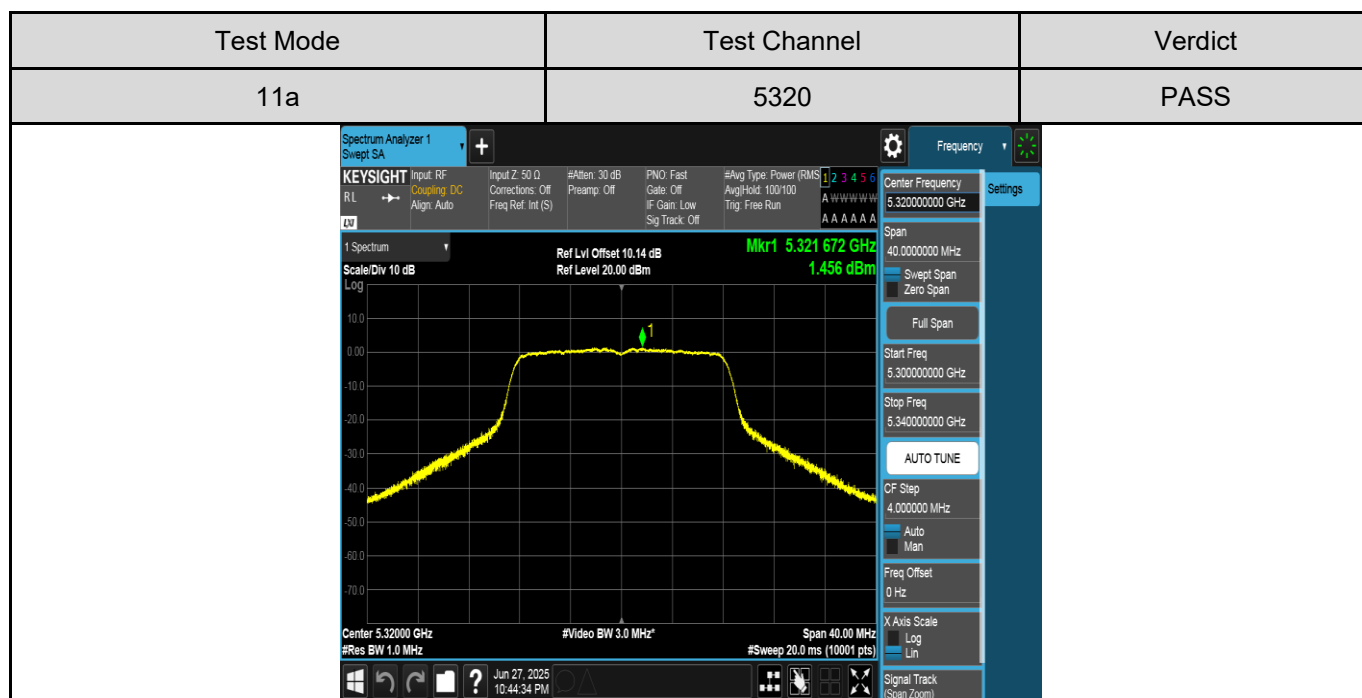 Test Mode Test Channel Verdict
11a 5320 PASS
Spectrum Analyzer 1
Swept SA
+
Frequency
KEYSIGHT
RL
LXI
Input: RF
Coupling: DC
Align: Auto
Input Z: 50 Ω
Corrections: Off
Freq Ref: Int (S)
#Atten: 30 dB
Preamp: Off
PNO: Fast
Gate: Off
IF Gain: Low
Sig Track: Off
#Avg Type: Power (RMS
Avg|Hold: 100/100
Trig: Free Run
1 2 3 4 5 6
A W W W W W
A A A A A A
1 Spectrum
Scale/Div 10 dB
Log
Ref Lvl Offset 10.14 dB
Ref Level 20.00 dBm
Mkr1 5.321 672 GHz
1.456 dBm
10.0
0.00
-10.0
-20.0
-30.0
-40.0
-50.0
-60.0
-70.0
1
Center 5.32000 GHz
#Res BW 1.0 MHz
#Video BW 3.0 MHz*
Span 40.00 MHz
#Sweep 20.0 ms (10001 pts)
?
Jun 27, 2025
10:44:34 PM
Center Frequency
5.320000000 GHz
Settings
Span
40.0000000 MHz
Swept Span
Zero Span
Full Span
Start Freq
5.300000000 GHz
Stop Freq
5.340000000 GHz
AUTO TUNE
CF Step
4.000000 MHz
Auto
Man
Freq Offset
0 Hz
X Axis Scale
Log
Lin
Signal Track
(Span Zoom)